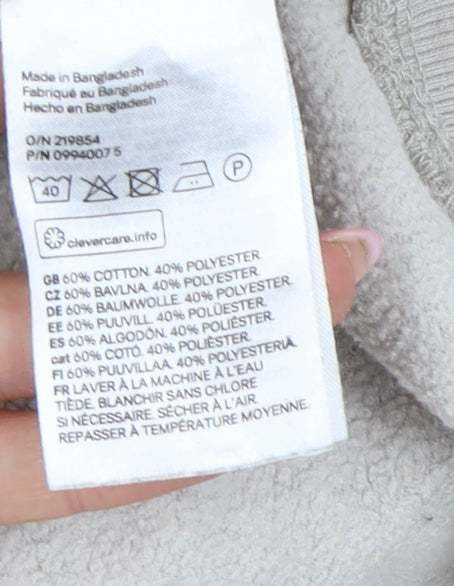 Made in Bangladesh
Fabriqué au Bangladesh
Hecho en Bangladesh
O/N 219854
P/N 0994007 5
40
P
clevercare.info
GB 60% COTTON. 40% POLYESTER.
CZ 60% BAVLNA. 40% POLYESTER.
DE 60% BAUMWOLLE. 40% POLYESTER.
EE 60% PUUVILL. 40% POLÜESTER.
ES 60% ALGODÓN. 40% POLIÉSTER.
cat 60% COTÓ. 40% POLIÈSTER.
FI 60% PUUVILLAA. 40% POLYESTERIÄ.
FR LAVER À LA MACHINE À L'EAU
TIÈDE. BLANCHIR SANS CHLORE
SI NÉCESSAIRE. SÉCHER À L'AIR.
REPASSER À TEMPÉRATURE MOYENNE.